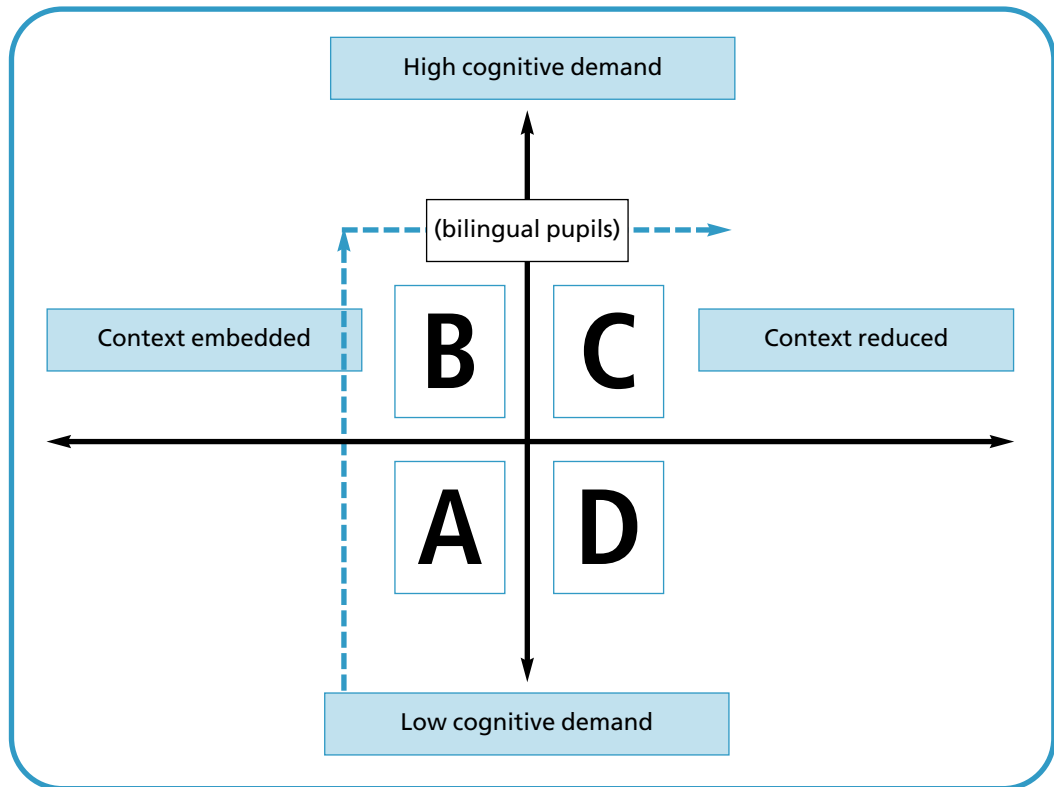 High cognitive demand
(bilingual pupils)
Context embedded
B
C
Context reduced
A
D
Low cognitive demand